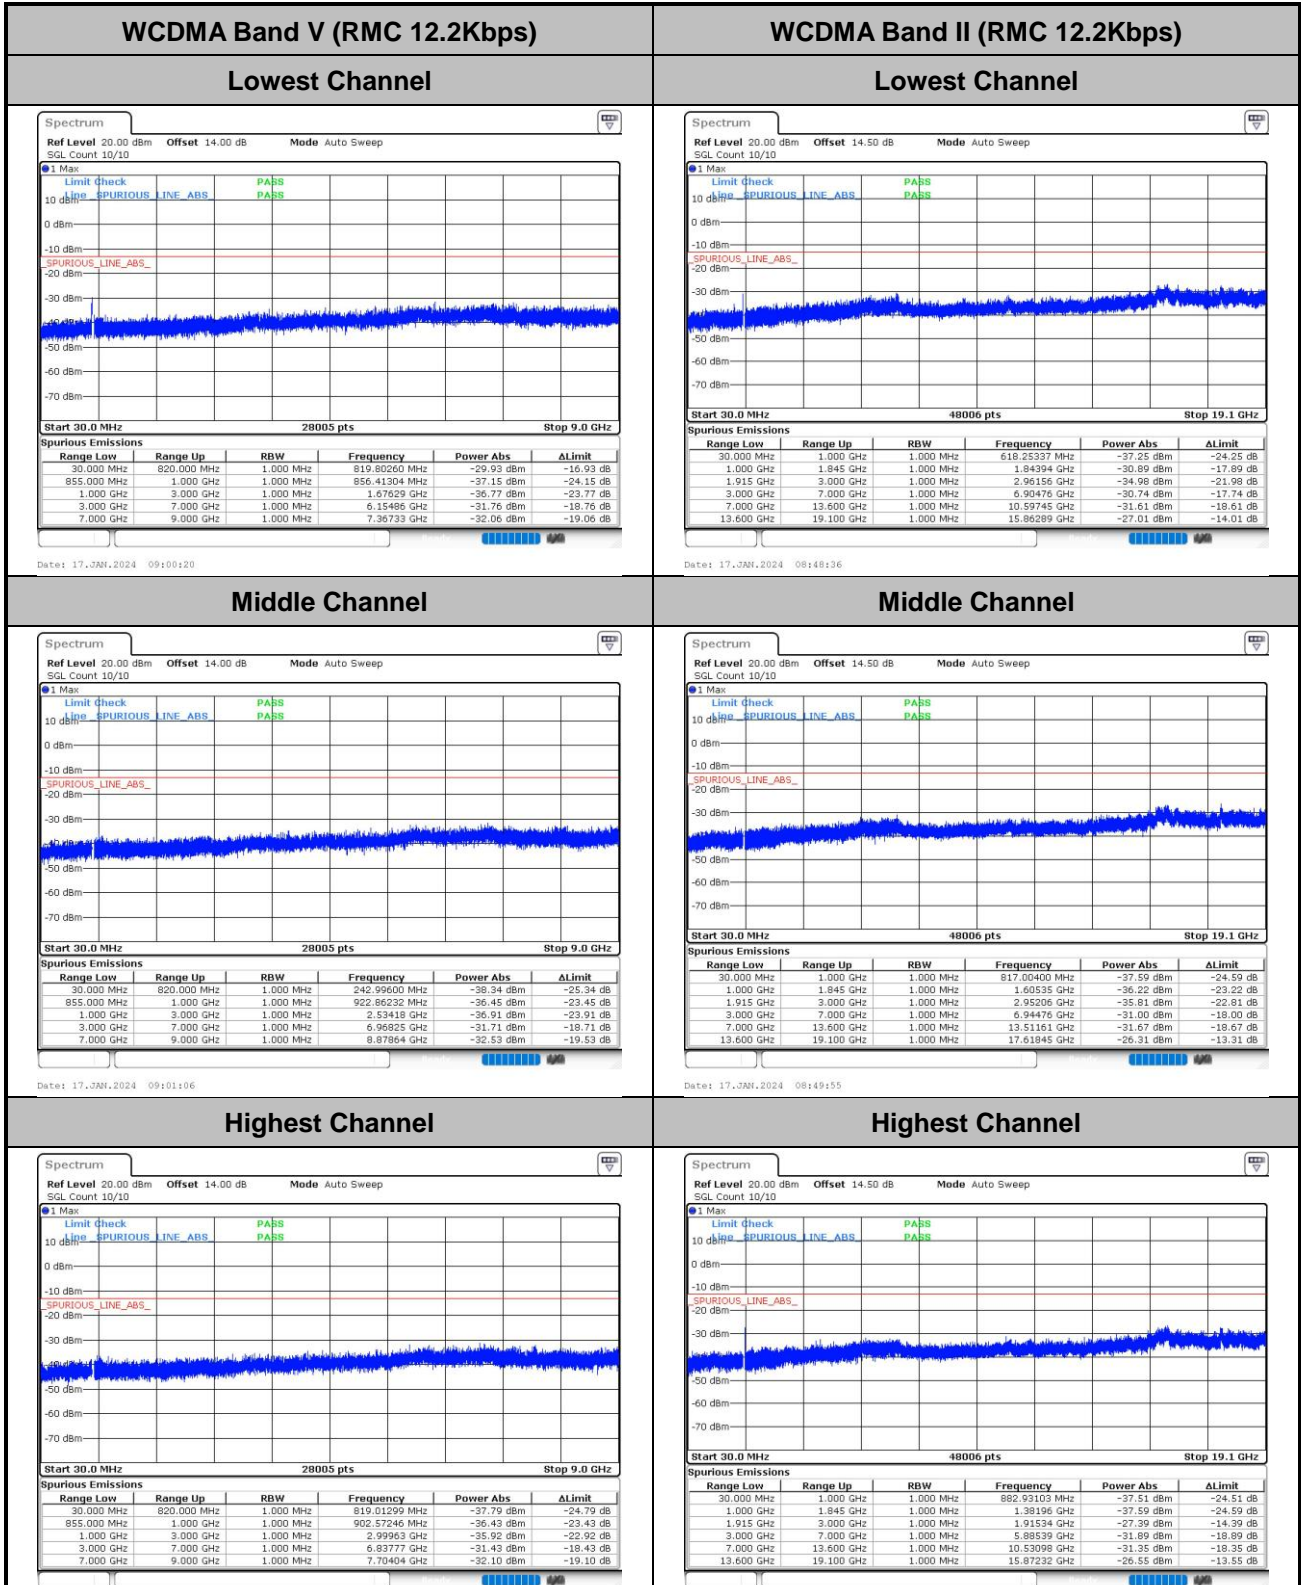 WCDMA Band V (RMC 12.2Kbps) WCDMA Band II (RMC 12.2Kbps)
Lowest Channel Lowest Channel
Spectrum
Ref Level 20.00 dBm Offset 14.00 dB Mode Auto Sweep
SGL Count 10/10
1 Max
Limit Check PASS
Line _SPURIOUS_LINE_ABS_ PASS
10 dBm
0 dBm
-10 dBm
_SPURIOUS_LINE_ABS_
-20 dBm
-30 dBm
-50 dBm
-60 dBm
-70 dBm
Start 30.0 MHz 28005 pts Stop 9.0 GHz
Spurious Emissions
Range Low Range Up RBW Frequency Power Abs ΔLimit
30.000 MHz 820.000 MHz 1.000 MHz 819.80260 MHz -29.93 dBm -16.93 dB
855.000 MHz 1.000 GHz 1.000 MHz 856.41304 MHz -37.15 dBm -24.15 dB
1.000 GHz 3.000 GHz 1.000 MHz 1.67629 GHz -36.77 dBm -23.77 dB
3.000 GHz 7.000 GHz 1.000 MHz 6.15486 GHz -31.76 dBm -18.76 dB
7.000 GHz 9.000 GHz 1.000 MHz 7.36733 GHz -32.06 dBm -19.06 dB
Date: 17.JAN.2024 09:00:20
Spectrum
Ref Level 20.00 dBm Offset 14.50 dB Mode Auto Sweep
SGL Count 10/10
1 Max
Limit Check PASS
Line _SPURIOUS_LINE_ABS_ PASS
10 dBm
0 dBm
-10 dBm
_SPURIOUS_LINE_ABS_
-20 dBm
-30 dBm
-50 dBm
-60 dBm
-70 dBm
Start 30.0 MHz 48006 pts Stop 19.1 GHz
Spurious Emissions
Range Low Range Up RBW Frequency Power Abs ΔLimit
30.000 MHz 1.000 GHz 1.000 MHz 618.25337 MHz -37.25 dBm -24.25 dB
1.000 GHz 1.845 GHz 1.000 MHz 1.84394 GHz -30.89 dBm -17.89 dB
1.915 GHz 3.000 GHz 1.000 MHz 2.96156 GHz -34.98 dBm -21.98 dB
3.000 GHz 7.000 GHz 1.000 MHz 6.90476 GHz -30.74 dBm -17.74 dB
7.000 GHz 13.600 GHz 1.000 MHz 10.59745 GHz -31.61 dBm -18.61 dB
13.600 GHz 19.100 GHz 1.000 MHz 15.86289 GHz -27.01 dBm -14.01 dB
Date: 17.JAN.2024 08:48:36
Middle Channel Middle Channel
Spectrum
Ref Level 20.00 dBm Offset 14.00 dB Mode Auto Sweep
SGL Count 10/10
1 Max
Limit Check PASS
Line _SPURIOUS_LINE_ABS_ PASS
10 dBm
0 dBm
-10 dBm
_SPURIOUS_LINE_ABS_
-20 dBm
-30 dBm
-50 dBm
-60 dBm
-70 dBm
Start 30.0 MHz 28005 pts Stop 9.0 GHz
Spurious Emissions
Range Low Range Up RBW Frequency Power Abs ΔLimit
30.000 MHz 820.000 MHz 1.000 MHz 242.99600 MHz -38.34 dBm -25.34 dB
855.000 MHz 1.000 GHz 1.000 MHz 922.86232 MHz -36.45 dBm -23.45 dB
1.000 GHz 3.000 GHz 1.000 MHz 2.53418 GHz -36.91 dBm -23.91 dB
3.000 GHz 7.000 GHz 1.000 MHz 6.96825 GHz -31.71 dBm -18.71 dB
7.000 GHz 9.000 GHz 1.000 MHz 8.87864 GHz -32.53 dBm -19.53 dB
Date: 17.JAN.2024 09:01:06
Spectrum
Ref Level 20.00 dBm Offset 14.50 dB Mode Auto Sweep
SGL Count 10/10
1 Max
Limit Check PASS
Line _SPURIOUS_LINE_ABS_ PASS
10 dBm
0 dBm
-10 dBm
_SPURIOUS_LINE_ABS_
-20 dBm
-30 dBm
-50 dBm
-60 dBm
-70 dBm
Start 30.0 MHz 48006 pts Stop 19.1 GHz
Spurious Emissions
Range Low Range Up RBW Frequency Power Abs ΔLimit
30.000 MHz 1.000 GHz 1.000 MHz 817.00400 MHz -37.59 dBm -24.59 dB
1.000 GHz 1.845 GHz 1.000 MHz 1.60535 GHz -36.22 dBm -23.22 dB
1.915 GHz 3.000 GHz 1.000 MHz 2.95206 GHz -35.81 dBm -22.81 dB
3.000 GHz 7.000 GHz 1.000 MHz 6.94476 GHz -31.00 dBm -18.00 dB
7.000 GHz 13.600 GHz 1.000 MHz 13.51161 GHz -31.67 dBm -18.67 dB
13.600 GHz 19.100 GHz 1.000 MHz 17.61845 GHz -26.31 dBm -13.31 dB
Date: 17.JAN.2024 08:49:55
Highest Channel Highest Channel
Spectrum
Ref Level 20.00 dBm Offset 14.00 dB Mode Auto Sweep
SGL Count 10/10
1 Max
Limit Check PASS
Line _SPURIOUS_LINE_ABS_ PASS
10 dBm
0 dBm
-10 dBm
_SPURIOUS_LINE_ABS_
-20 dBm
-30 dBm
-50 dBm
-60 dBm
-70 dBm
Start 30.0 MHz 28005 pts Stop 9.0 GHz
Spurious Emissions
Range Low Range Up RBW Frequency Power Abs ΔLimit
30.000 MHz 820.000 MHz 1.000 MHz 819.01299 MHz -37.79 dBm -24.79 dB
855.000 MHz 1.000 GHz 1.000 MHz 902.57246 MHz -36.43 dBm -23.43 dB
1.000 GHz 3.000 GHz 1.000 MHz 2.99963 GHz -35.92 dBm -22.92 dB
3.000 GHz 7.000 GHz 1.000 MHz 6.83777 GHz -31.43 dBm -18.43 dB
7.000 GHz 9.000 GHz 1.000 MHz 7.70404 GHz -32.10 dBm -19.10 dB
Spectrum
Ref Level 20.00 dBm Offset 14.50 dB Mode Auto Sweep
SGL Count 10/10
1 Max
Limit Check PASS
Line _SPURIOUS_LINE_ABS_ PASS
10 dBm
0 dBm
-10 dBm
_SPURIOUS_LINE_ABS_
-20 dBm
-30 dBm
-50 dBm
-60 dBm
-70 dBm
Start 30.0 MHz 48006 pts Stop 19.1 GHz
Spurious Emissions
Range Low Range Up RBW Frequency Power Abs ΔLimit
30.000 MHz 1.000 GHz 1.000 MHz 882.93103 MHz -37.51 dBm -24.51 dB
1.000 GHz 1.845 GHz 1.000 MHz 1.38196 GHz -37.59 dBm -24.59 dB
1.915 GHz 3.000 GHz 1.000 MHz 1.91534 GHz -27.39 dBm -14.39 dB
3.000 GHz 7.000 GHz 1.000 MHz 5.88539 GHz -31.89 dBm -18.89 dB
7.000 GHz 13.600 GHz 1.000 MHz 10.53098 GHz -31.35 dBm -18.35 dB
13.600 GHz 19.100 GHz 1.000 MHz 15.87232 GHz -26.55 dBm -13.55 dB